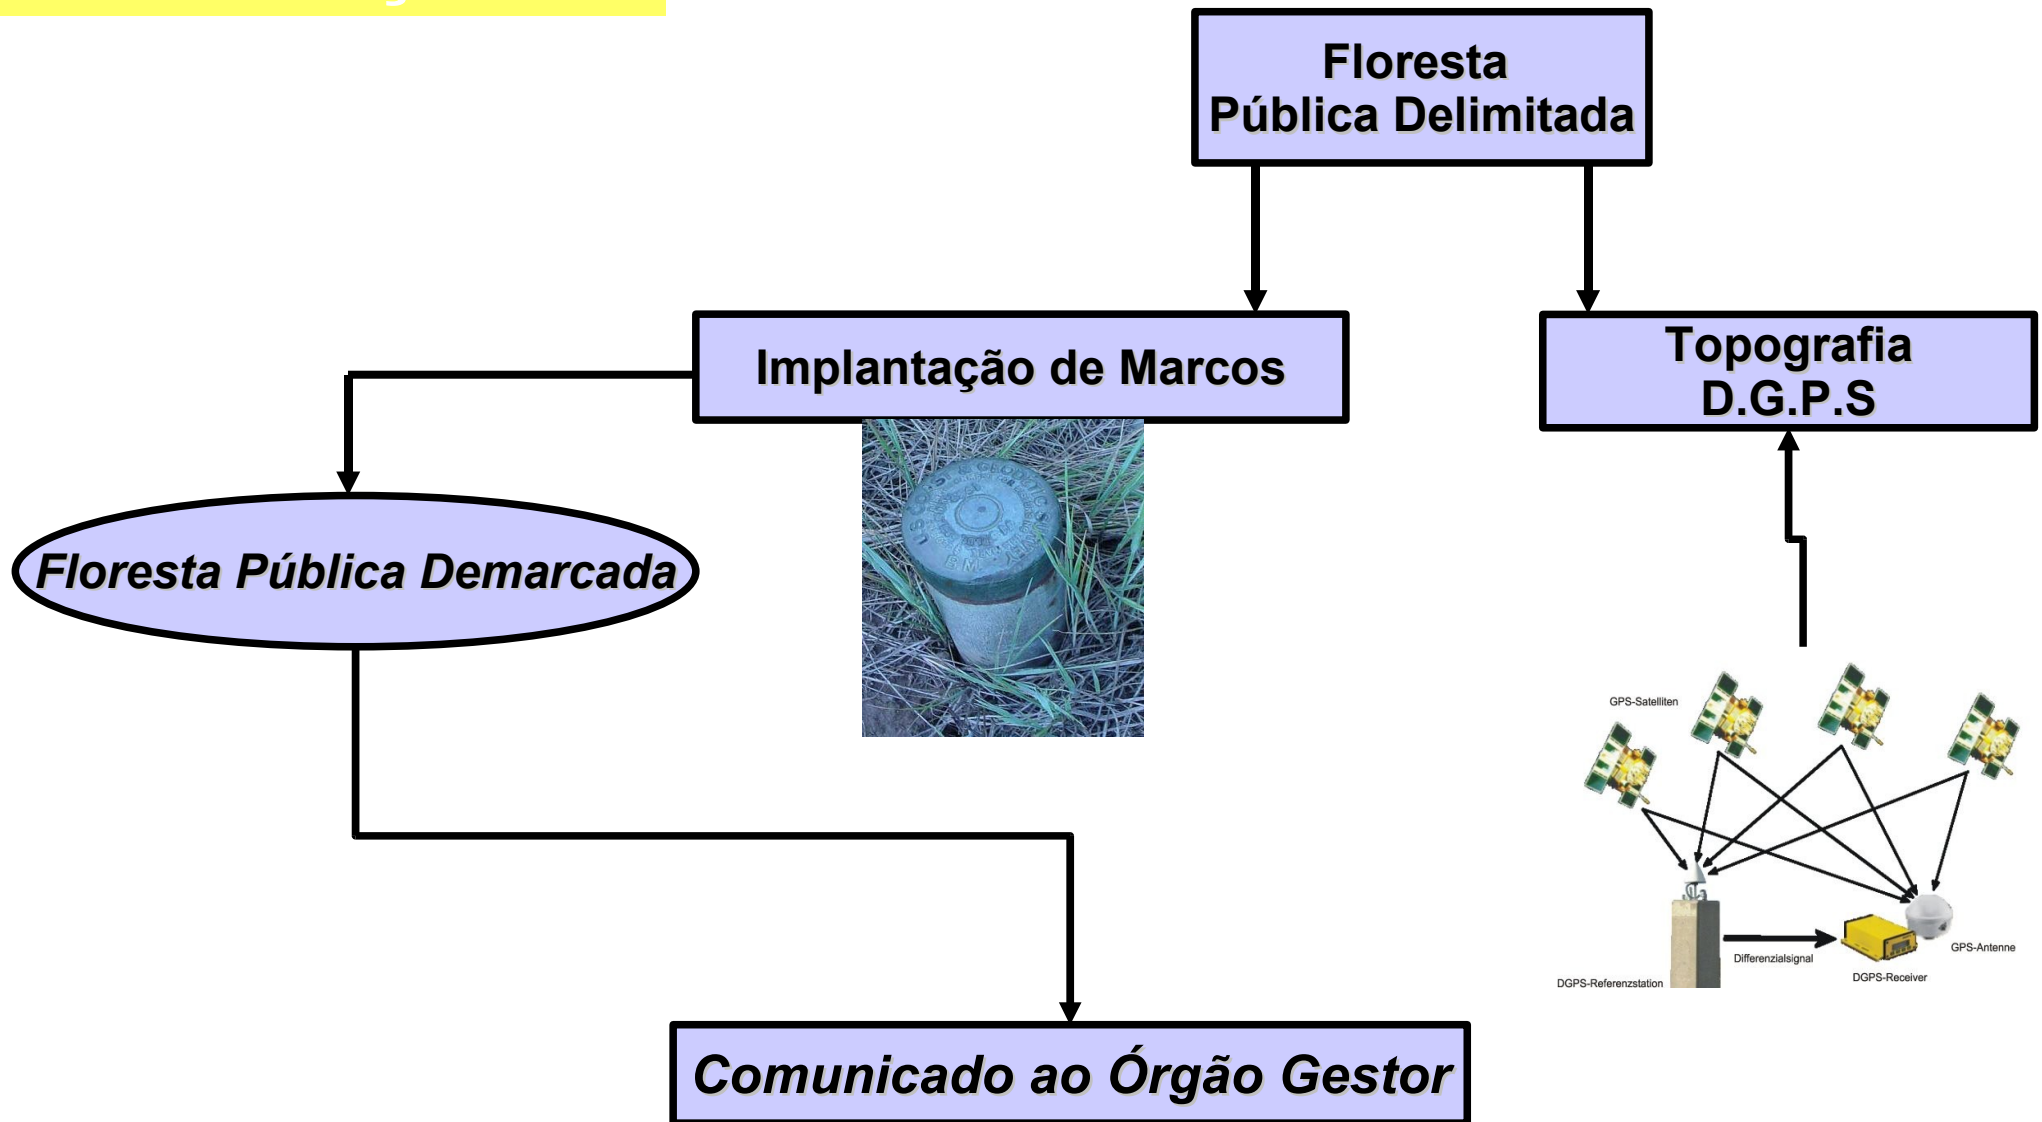 Floresta
Pública Delimitada
Implantação de Marcos
Topografia
D.G.P.S
Floresta Pública Demarcada
GPS-Satelliten
GPS-Antenne
Differenzialsignal
DGPS-Receiver
DGPS-Referenzstation
Comunicado ao Órgão Gestor